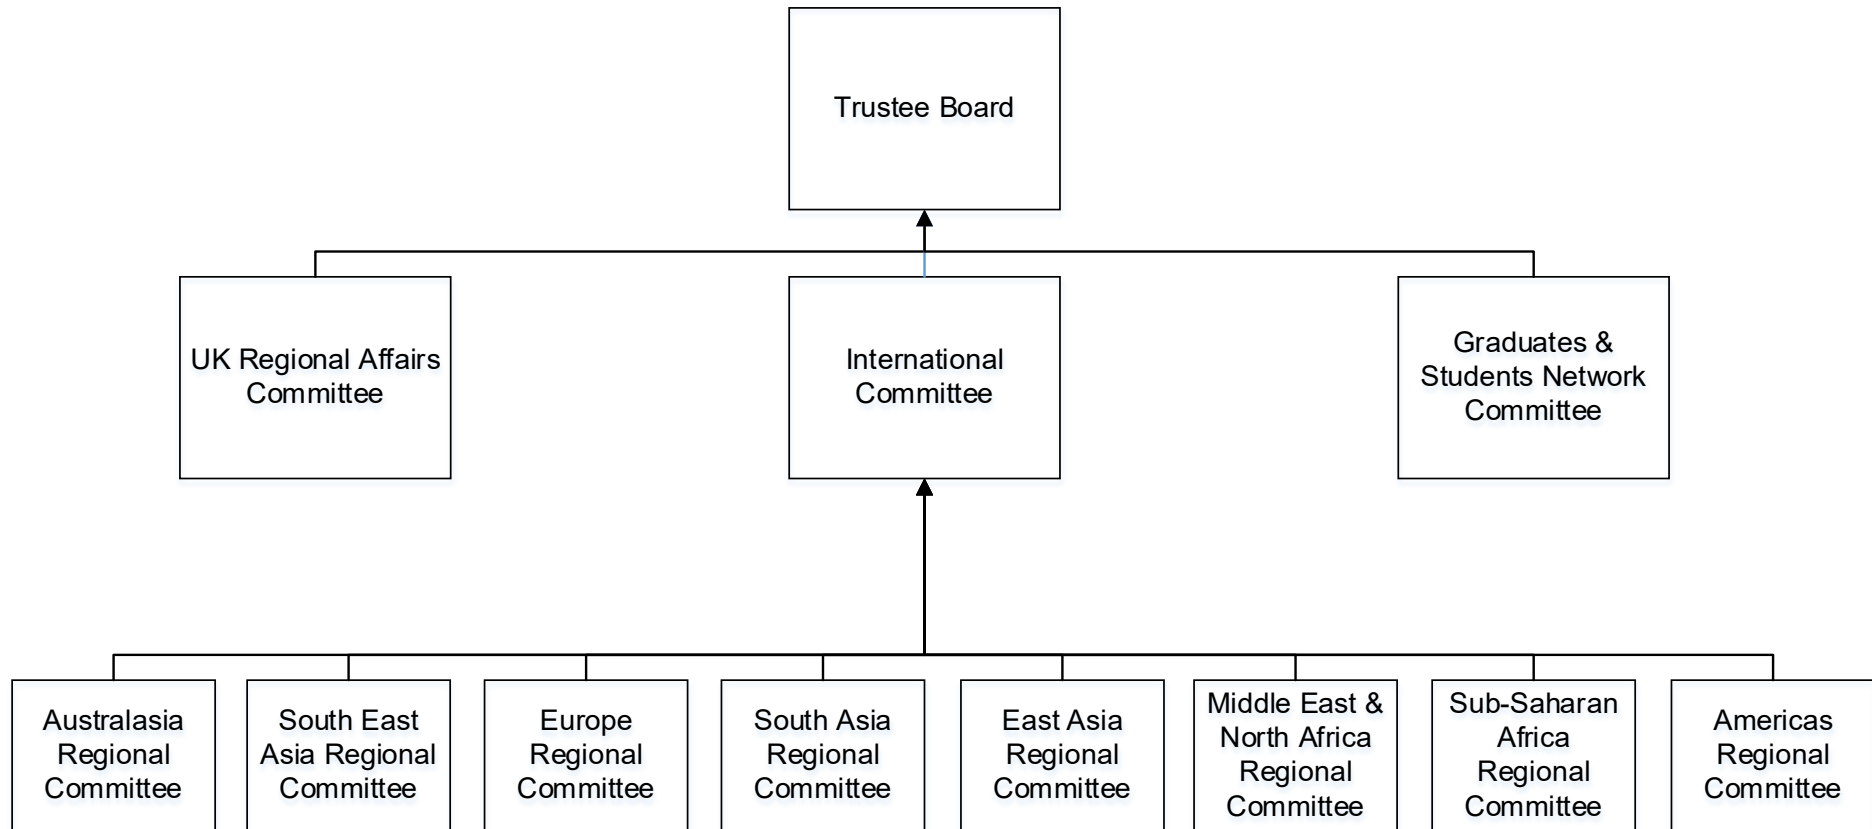 Trustee Board
UK Regional Affairs
Committee
International
Committee
Graduates &
Students Network
Committee
Australasia
Regional
Committee
South East
Asia Regional
Committee
Europe
Regional
Committee
South Asia
Regional
Committee
East Asia
Regional
Committee
Middle East &
North Africa
Regional
Committee
Sub-Saharan
Africa
Regional
Committee
Americas
Regional
Committee